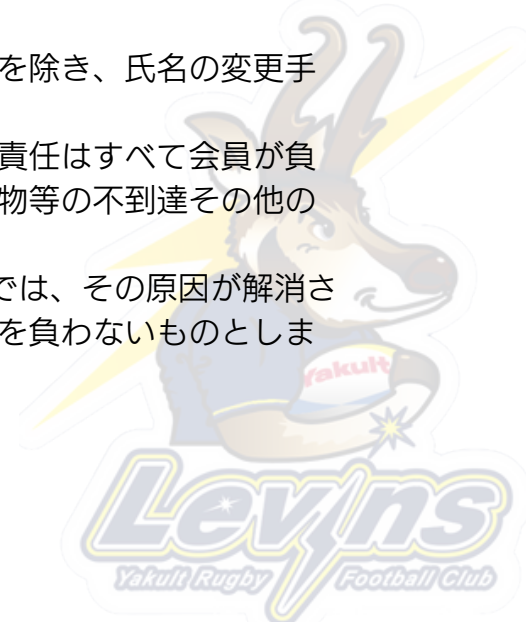 を除き、氏名の変更手
責任はすべて会員が負
物等の不到達その他の
では、その原因が解消さ
を負わないものとしま
Yakult
Levins
Yakult Rugby Football Club